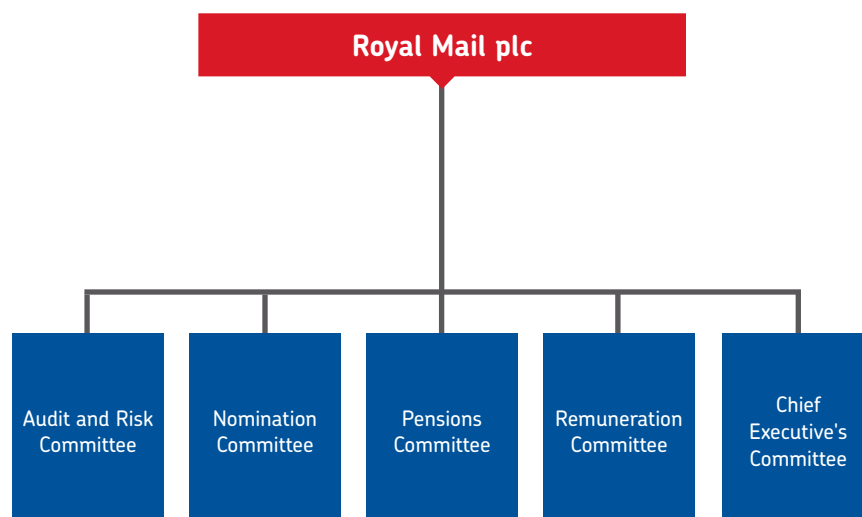 Royal Mail plc
Audit and Risk
Committee
Nomination
Committee
Pensions
Committee
Remuneration
Committee
Chief
Executive's
Committee